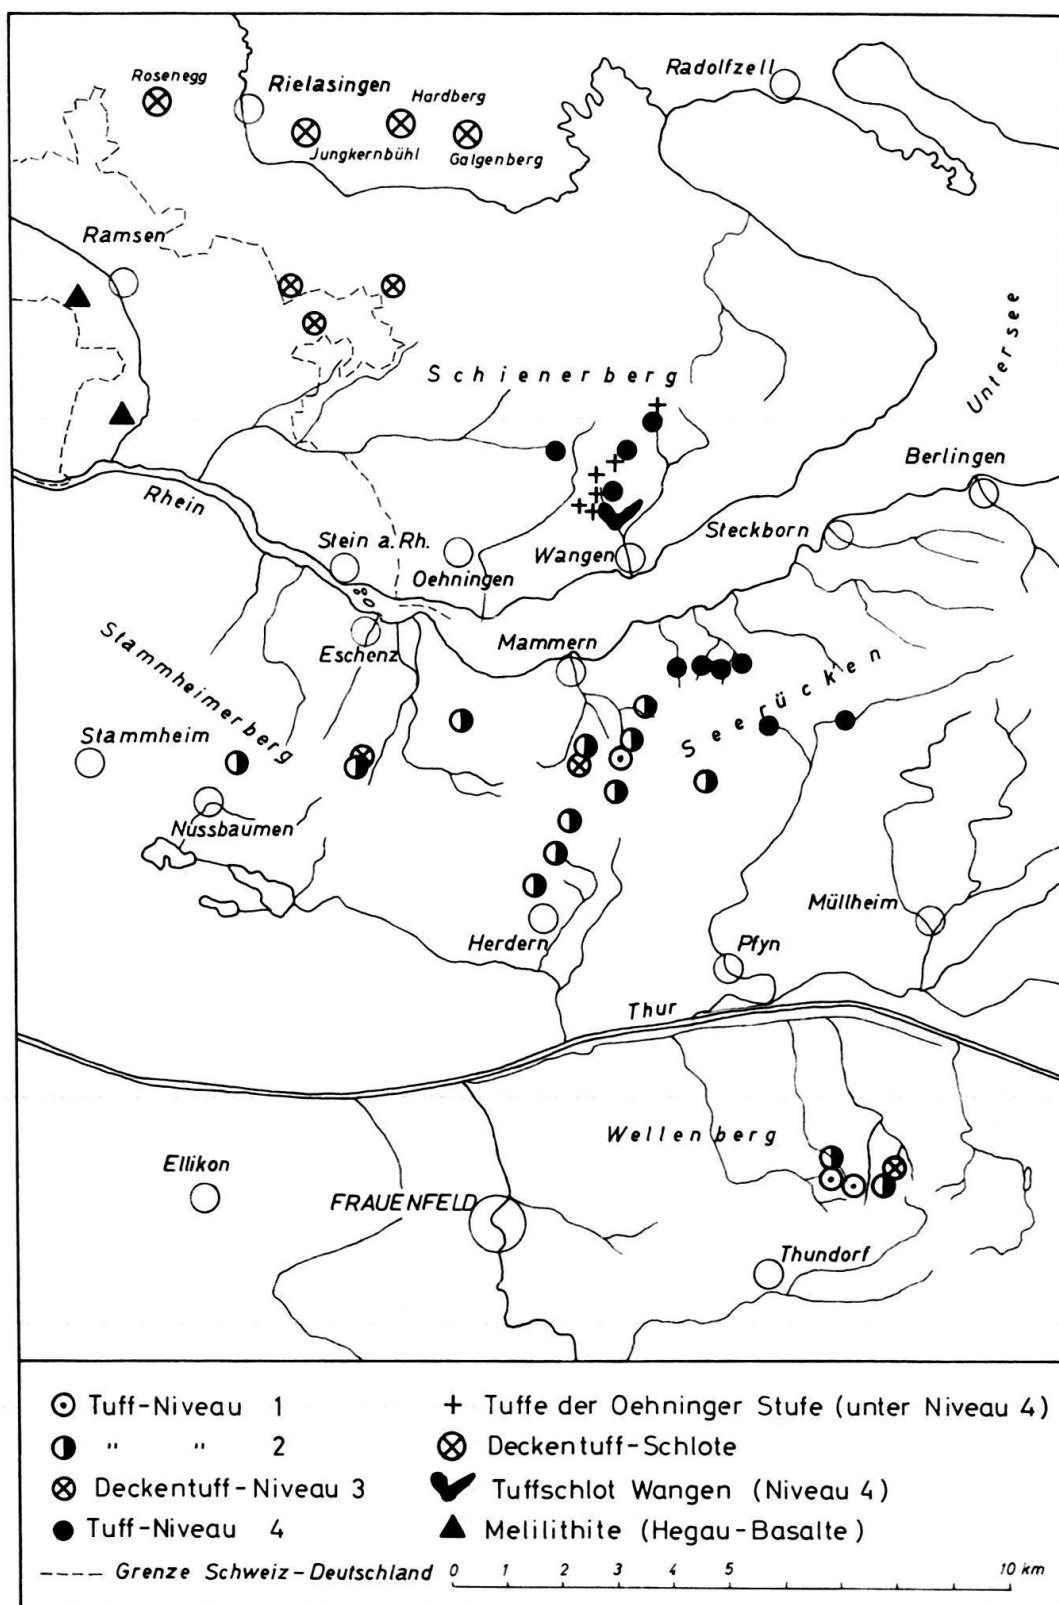 Rosenegg
Rielasingen
Hardberg
Jungkernbühl
Galgenberg
Radolfzell
Ramsen
Schienerberg
Untersee
Berlingen
Rhein
Stein a. Rh.
Oehningen
Wangen
Steckborn
Eschenz
Mammern
Stammheimerberg
Seerücken
Stammheim
Nussbaumen
Herdern
Müllheim
Pfyn
Thur
Wellenberg
Ellikon
FRAUENFELD
Thundorf
Tuff-Niveau 1
" " 2
Deckentuff-Niveau 3
Tuff-Niveau 4
Grenze Schweiz-Deutschland
Tuffe der Oehninger Stufe (unter Niveau 4)
Deckentuff-Schlote
Tuffschlot Wangen (Niveau 4)
Melilithite (Hegau-Basalte)
0 1 2 3 4 5 10 km